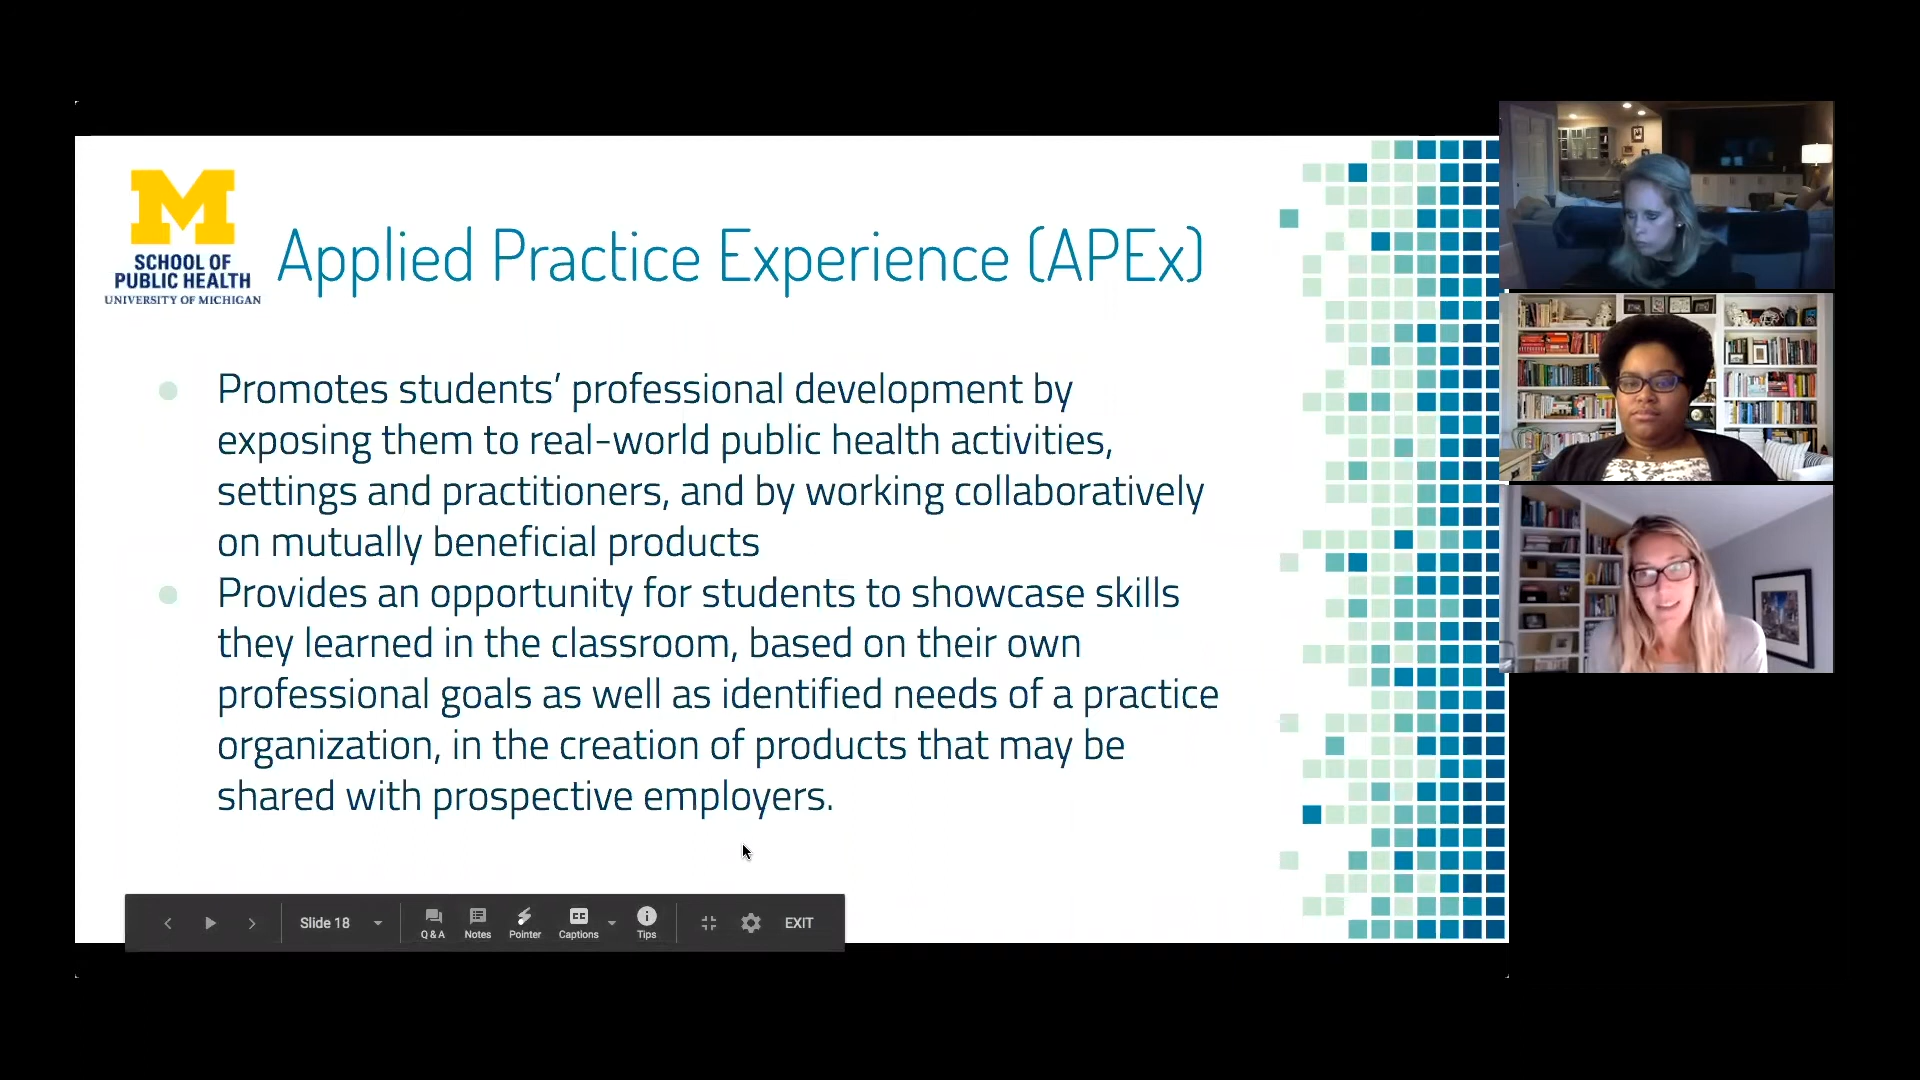 M
SCHOOL OF
PUBLIC HEALTH
UNIVERSITY OF MICHIGAN
Applied Practice Experience (APEx)
Promotes students’ professional development by
exposing them to real-world public health activities,
settings and practitioners, and by working collaboratively
on mutually beneficial products
Provides an opportunity for students to showcase skills
they learned in the classroom, based on their own
professional goals as well as identified needs of a practice
organization, in the creation of products that may be
shared with prospective employers.
Slide 18
Q & A
Notes
Pointer
CC
Captions
Tips
EXIT